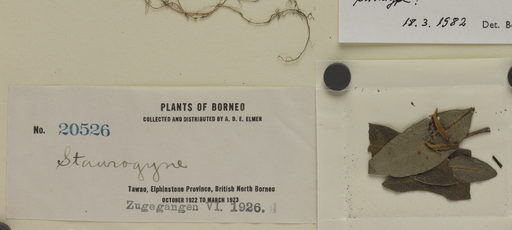 18.3.1982 Det.
PLANTS OF BORNEO
COLLECTED AND DISTRIBUTED BY A. D. E. ELMER
No. 20526
Staurogyne
Tawao, Elphinstone Province, British North Borneo
OCTOBER 1922 TO MARCH 1923
Zugegangen VI. 1926.